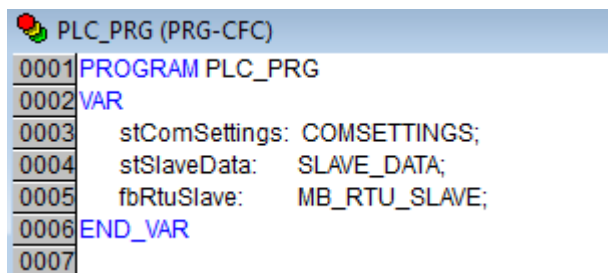 PLC_PRG (PRG-CFC)
0001 PROGRAM PLC_PRG
0002 VAR
0003 stComSettings: COMSETTINGS;
0004 stSlaveData: SLAVE_DATA;
0005 fbRtuSlave: MB_RTU_SLAVE;
0006 END_VAR
0007